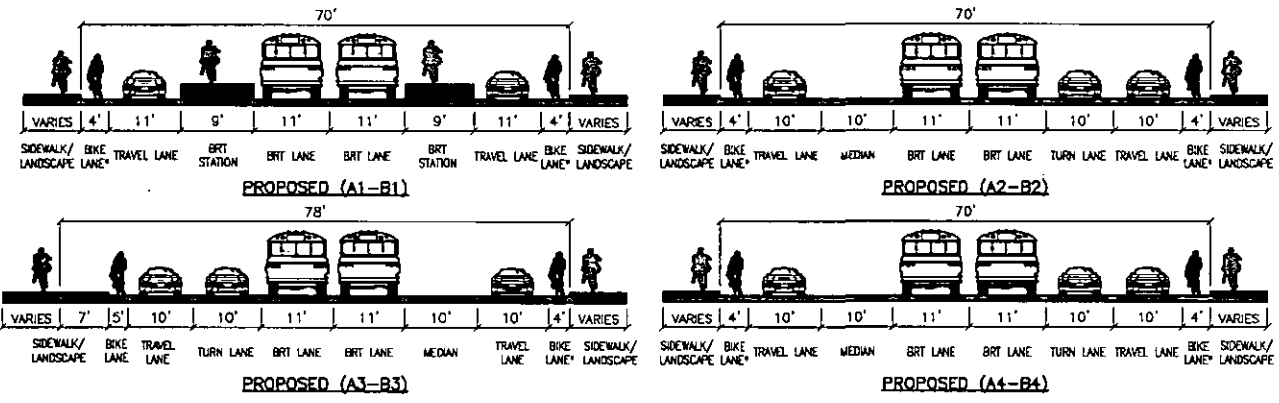 70'
VARIES 4' 11' 9' 11' 11' 9' 11' 4' VARIES
SIDEWALK/ LANDSCAPE BIKE LANE* TRAVEL LANE BRT STATION BRT LANE BRT LANE BRT STATION TRAVEL LANE BIKE LANE* SIDEWALK/ LANDSCAPE
PROPOSED (A1-B1)
70'
VARIES 4' 10' 10' 11' 11' 10' 10' 4' VARIES
SIDEWALK/ LANDSCAPE BIKE LANE* TRAVEL LANE MEDIAN BRT LANE BRT LANE TURN LANE TRAVEL LANE BIKE LANE* SIDEWALK/ LANDSCAPE
PROPOSED (A2-B2)
78'
VARIES 7' 5' 10' 10' 11' 11' 10' 10' 4' VARIES
SIDEWALK/ LANDSCAPE BIKE LANE TRAVEL LANE TURN LANE BRT LANE BRT LANE MEDIAN TRAVEL LANE BIKE LANE* SIDEWALK/ LANDSCAPE
PROPOSED (A3-B3)
70'
VARIES 4' 10' 10' 11' 11' 10' 10' 4' VARIES
SIDEWALK/ LANDSCAPE BIKE LANE* TRAVEL LANE MEDIAN BRT LANE BRT LANE TURN LANE TRAVEL LANE BIKE LANE* SIDEWALK/ LANDSCAPE
PROPOSED (A4-B4)